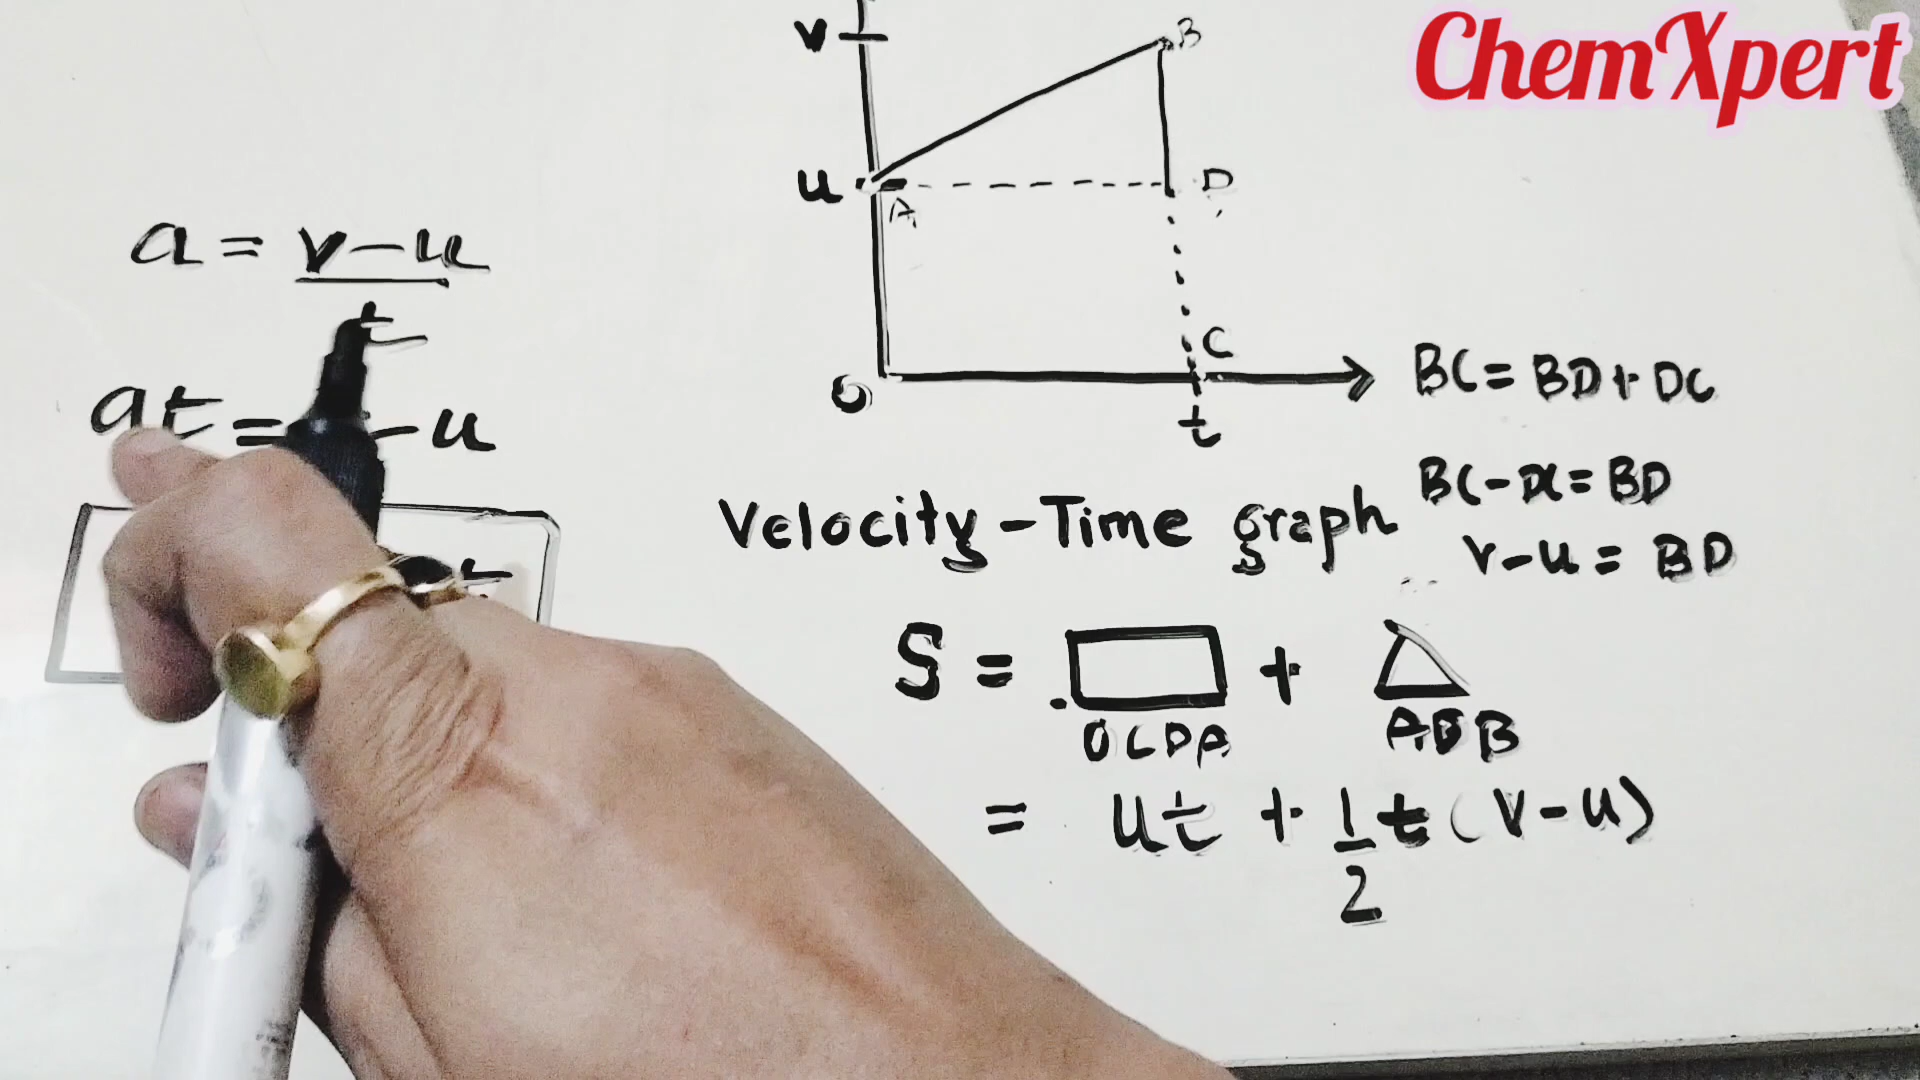 ChemXpert
v
B
u
A
D
C
O
t
a = v-u
t
at = -u
t
BC = BD + DC
BC - DC = BD
v-u = BD
Velocity-Time graph
S = + 
OCDA ADB
= ut + 1/2 t (v-u)